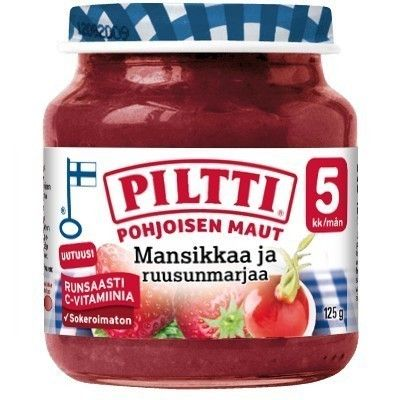 PILTTI
®
POHJOISEN MAUT
5
kk/mån
Mansikkaa ja
ruusunmarjaa
UUTUUS!
RUNSAASTI
C-VITAMIINIA
✓Sokeroimaton
125 g